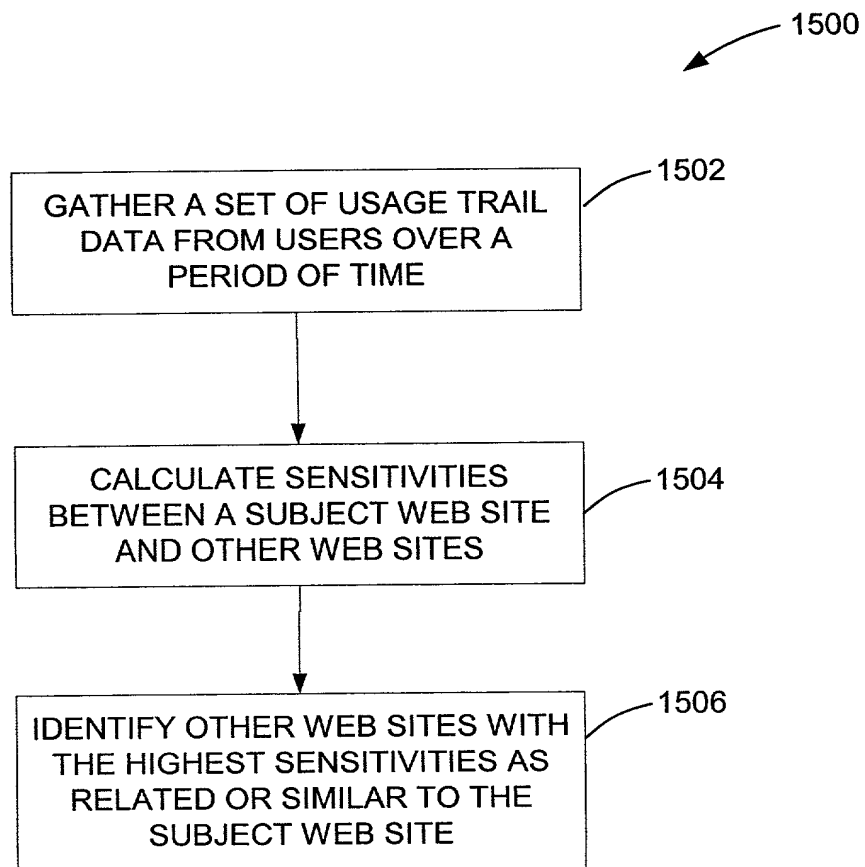 1500
1502
GATHER A SET OF USAGE TRAIL
DATA FROM USERS OVER A
PERIOD OF TIME
1504
CALCULATE SENSITIVITIES
BETWEEN A SUBJECT WEB SITE
AND OTHER WEB SITES
1506
IDENTIFY OTHER WEB SITES WITH
THE HIGHEST SENSITIVITIES AS
RELATED OR SIMILAR TO THE
SUBJECT WEB SITE